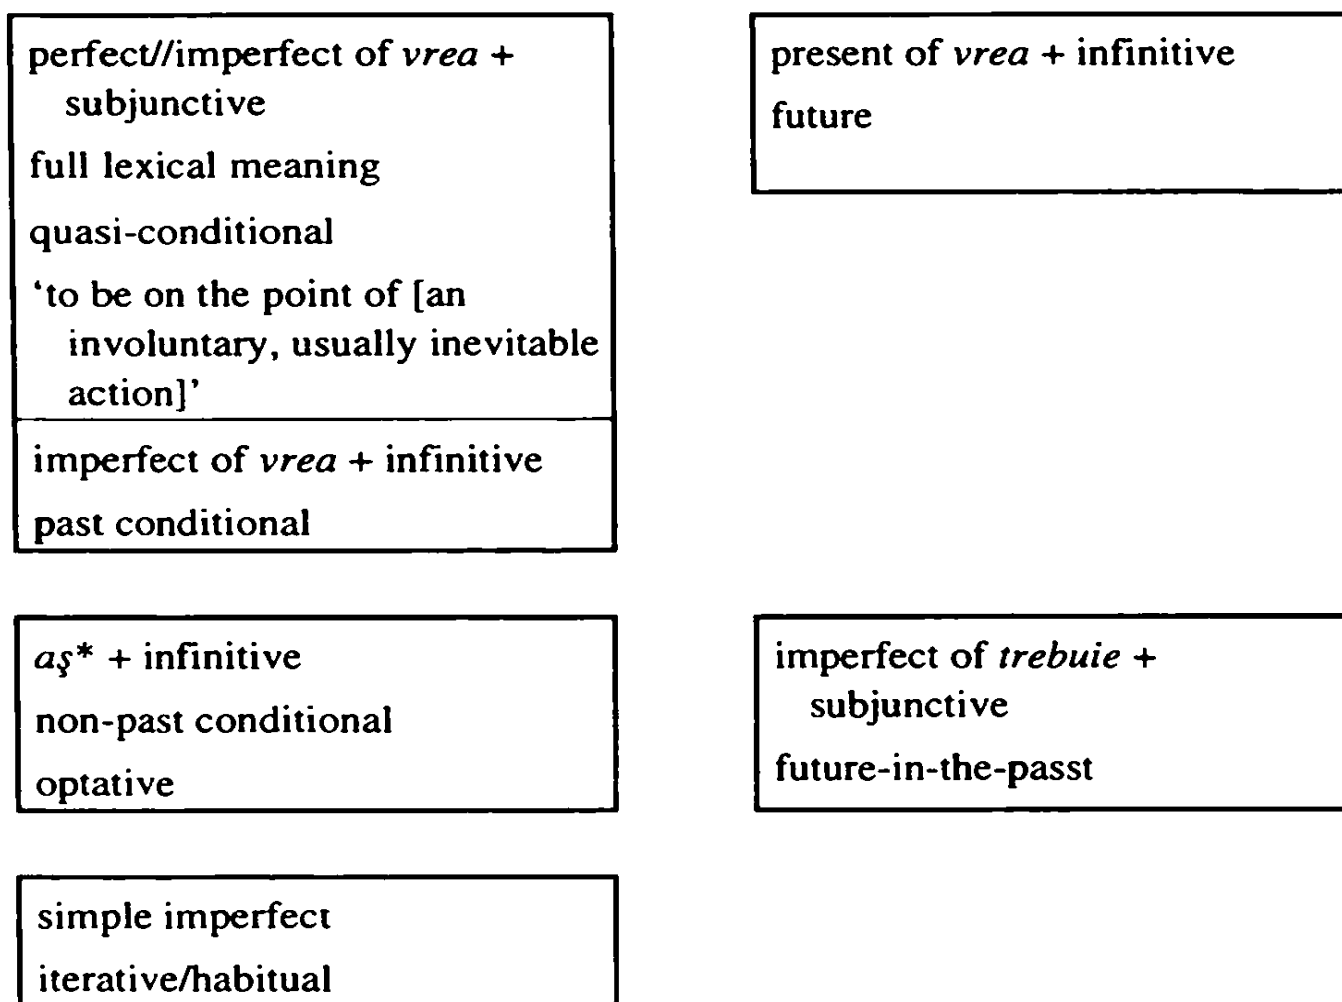 perfect//imperfect of vrea +
subjunctive
full lexical meaning
quasi-conditional
‘to be on the point of [an
involuntary, usually inevitable
action]’
imperfect of vrea + infinitive
past conditional
present of vrea + infinitive
future
aş* + infinitive
non-past conditional
optative
imperfect of trebuie +
subjunctive
future-in-the-passt
simple imperfect
iterative/habitual